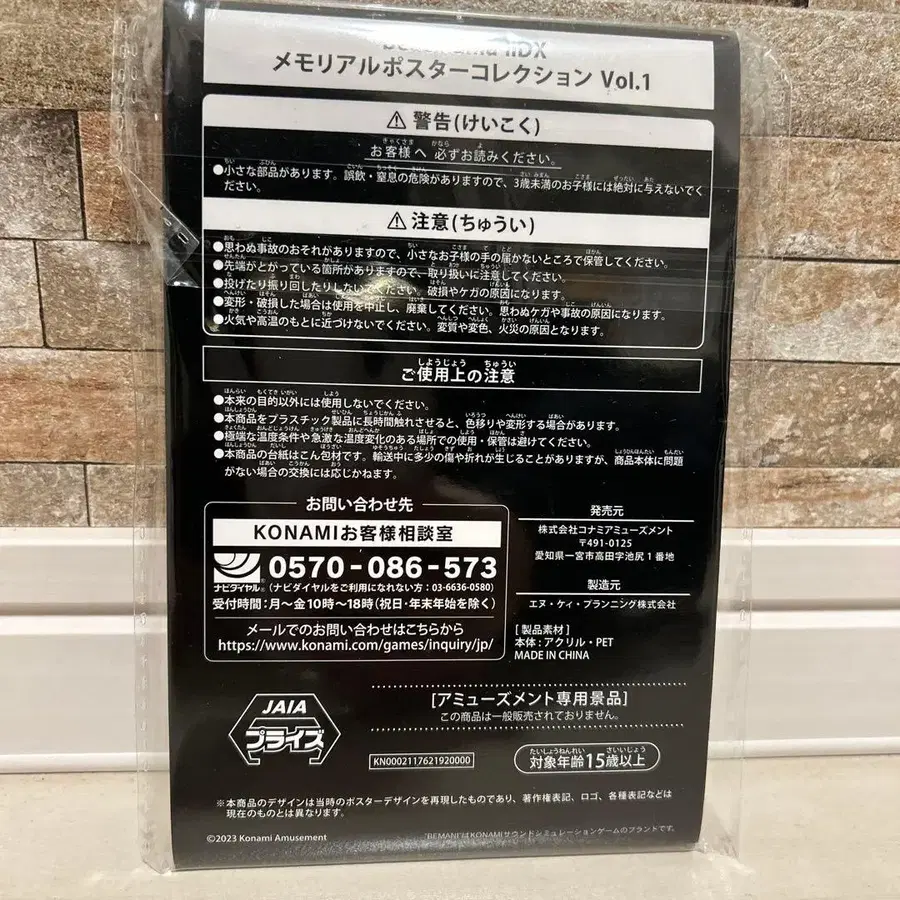 beatmania IIDX
メモリアルポスターコレクション Vol.1
⚠ 警告(けいこく)
お客様へ 必ずお読みください。
●小さな部品があります。誤飲・窒息の危険がありますので、3歳未満のお子様には絶対に与えないでく
ださい。
⚠ 注意(ちゅうい)
●思わぬ事故のおそれがありますので、小さなお子様の手の届かないところで保管してください。
●先端がとがっている箇所がありますので、取り扱いに注意してください。
●投げたり振り回したりしないでください。破損やケガの原因になります。
●変形・破損した場合は使用を中止し、廃棄してください。思わぬケガや事故の原因になります。
●火気や高温のもとに近づけないでください。変質や変色、火災の原因となります。
ご使用上の注意
●本来の目的以外には使用しないでください。
●本商品をプラスチック製品に長時間触れさせると、色移りや変形する場合があります。
●極端な温度条件や急激な温度変化のある場所での使用・保管は避けてください。
●本商品の台紙はこん包材です。輸送中に多少の傷や折れが生じることがありますが、商品本体に問題
がない場合の交換には応じかねます。
お問い合わせ先
KONAMIお客様相談室
ナビダイヤル® 0570-086-573
(ナビダイヤルをご利用になれない方：03-6636-0580)
受付時間：月～金10時～18時(祝日・年末年始を除く)
メールでのお問い合わせはこちらから
https://www.konami.com/games/inquiry/jp/
発売元
株式会社コナミアミューズメント
〒491-0125
愛知県一宮市高田字池尻1番地
製造元
エヌ・ケィ・プランニング株式会社
[製品素材]
本体：アクリル・PET
MADE IN CHINA
JAIA
プライズ
[アミューズメント専用景品]
この商品は一般販売されておりません。
KN0002117621920000
対象年齢15歳以上
※本商品のデザインは当時のポスターデザインを再現したものであり、著作権表記、ロゴ、各種表記などは
現在のものとは異なります。
©2023 Konami Amusement
"BEMANI"はKONAMIサウンドシミュレーションゲームのブランドです。